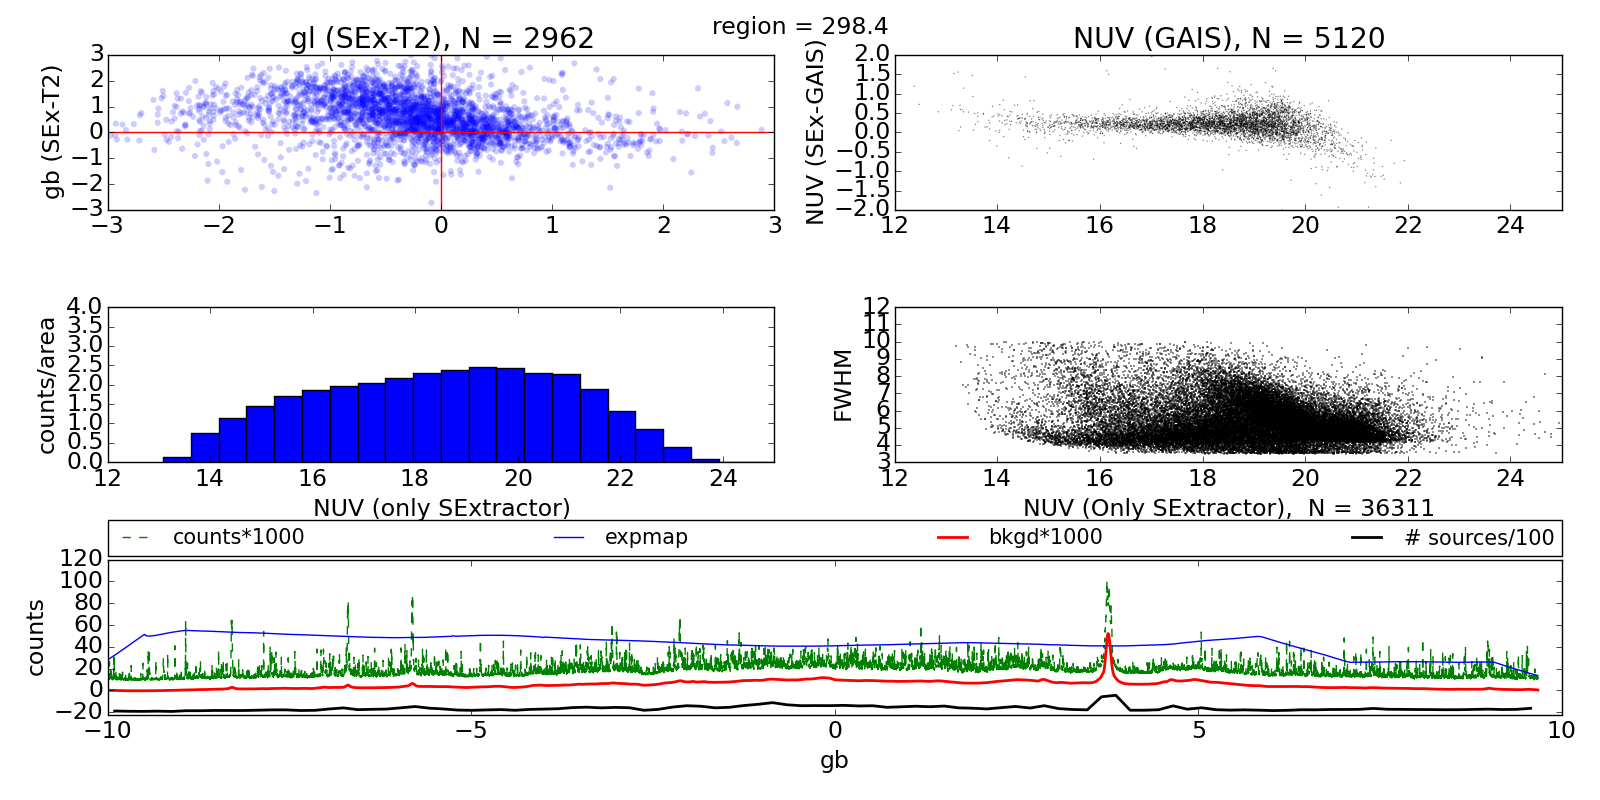 region = 298.4
gl (SEx-T2), N = 2962
gb (SEx-T2)
3
2
1
0
−1
−2
−3
−3 −2 −1 0 1 2 3
NUV (GAIS), N = 5120
NUV (SEx-GAIS)
2.0
1.5
1.0
0.5
0.0
−0.5
−1.0
−1.5
−2.0
12 14 16 18 20 22 24
counts/area
4.0
3.5
3.0
2.5
2.0
1.5
1.0
0.5
0.0
12 14 16 18 20 22 24
NUV (only SExtractor)
FWHM
12
11
10
9
8
7
6
5
4
3
12 14 16 18 20 22 24
NUV (Only SExtractor), N = 36311
counts*1000 expmap bkgd*1000 # sources/100
counts
120
100
80
60
40
20
0
−20
−10 −5 0 5 10
gb